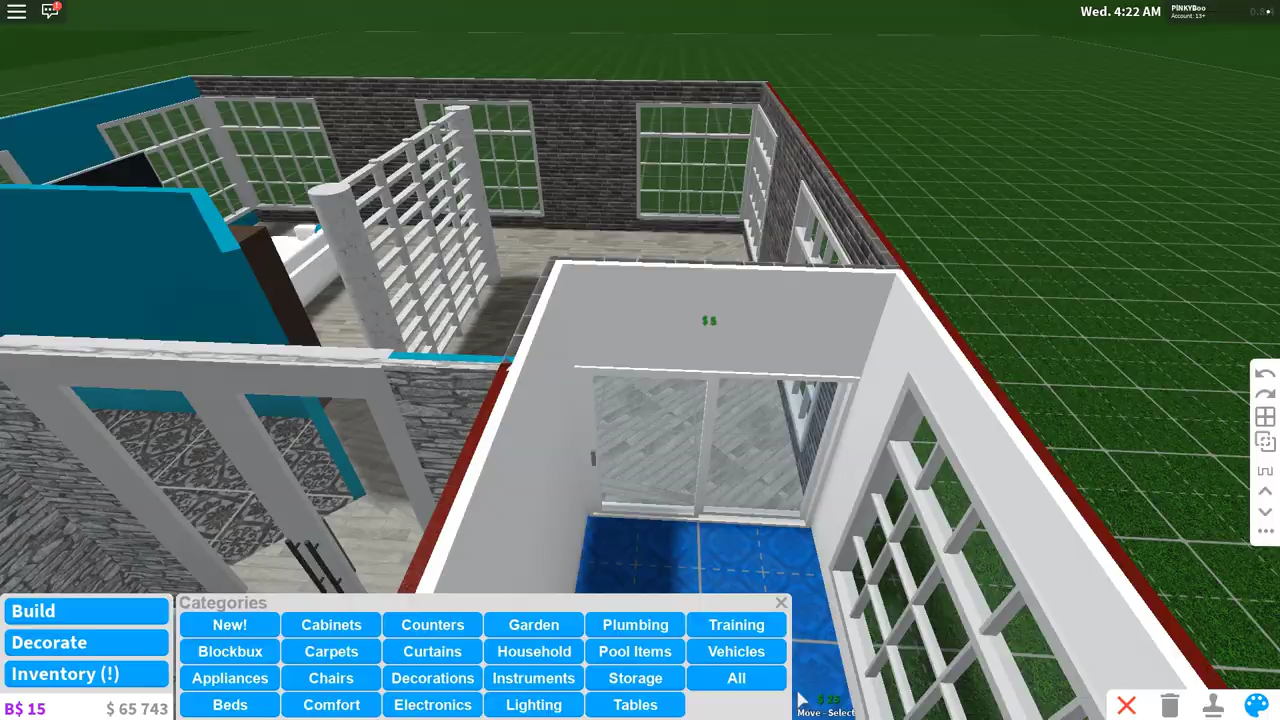 Wed. 4:22 AM
PINKYBoo
Account: 13+
$ 5
Build
Decorate
Inventory (!)
B$ 15
$ 65 743
Categories
New!
Cabinets
Counters
Garden
Plumbing
Training
Blockbux
Carpets
Curtains
Household
Pool Items
Vehicles
Appliances
Chairs
Decorations
Instruments
Storage
All
Beds
Comfort
Electronics
Lighting
Tables
Move - Select